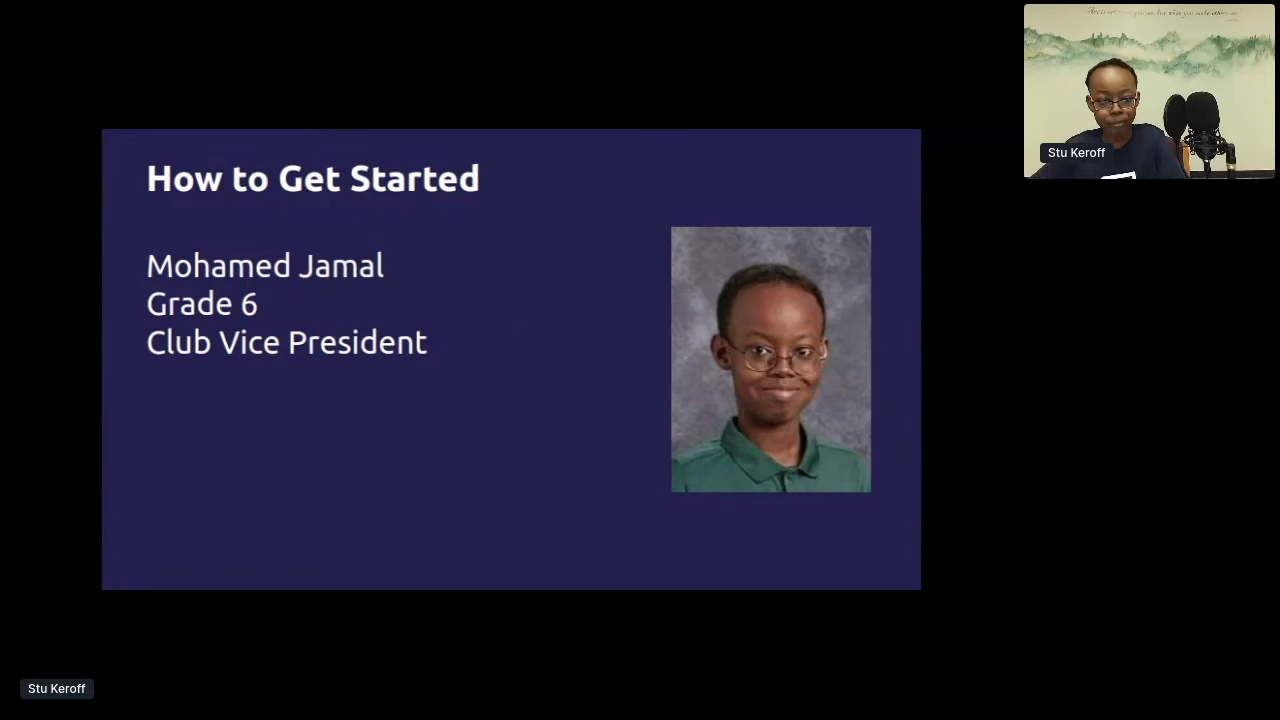 How to Get Started
Mohamed Jamal
Grade 6
Club Vice President
Stu Keroff
Stu Keroff